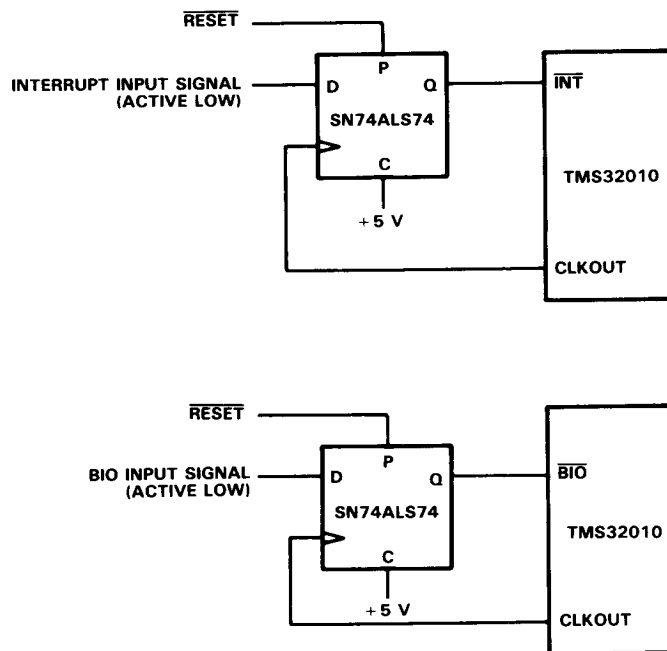 RESET
P
INTERRUPT INPUT SIGNAL
(ACTIVE LOW)
D
Q
INT
SN74ALS74
TMS32010
C
+5 V
CLKOUT
RESET
P
BIO INPUT SIGNAL
(ACTIVE LOW)
D
Q
BIO
SN74ALS74
TMS32010
C
+5 V
CLKOUT